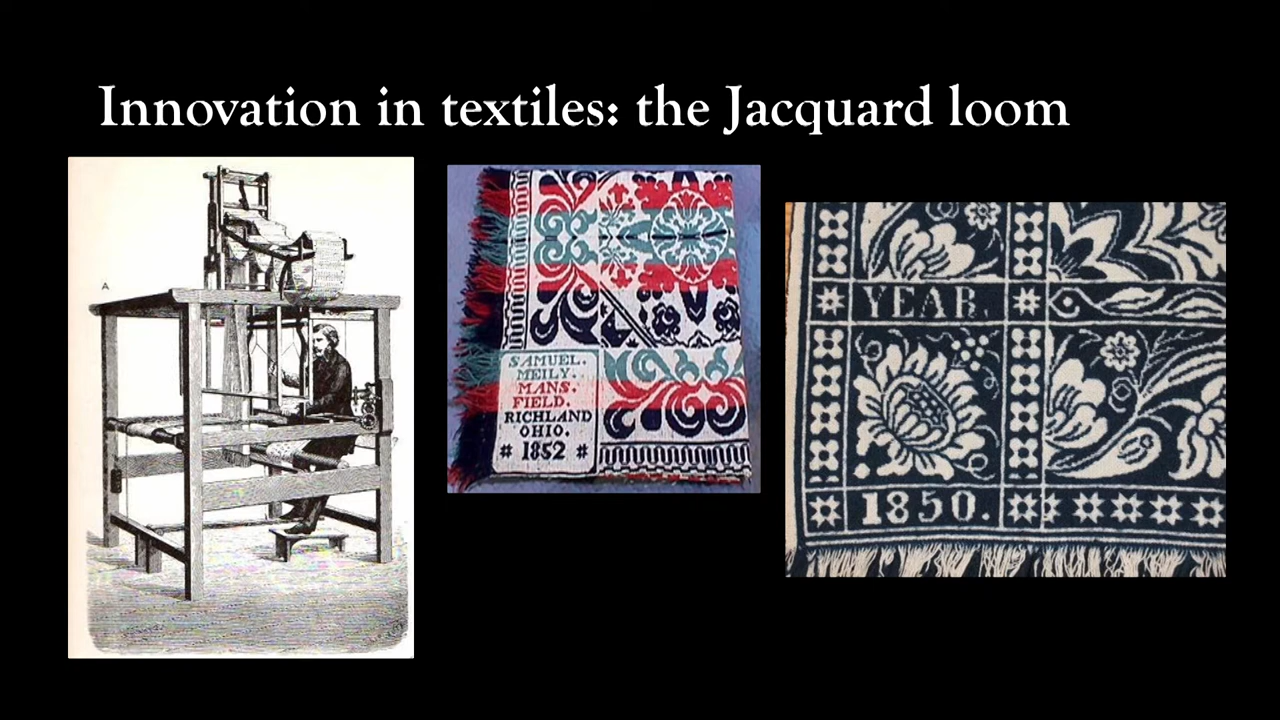 Innovation in textiles: the Jacquard loom
A
SAMUEL.
MEILY.
MANS.
FIELD.
RICHLAND
OHIO.
# 1852 #
YEAR.
1850.